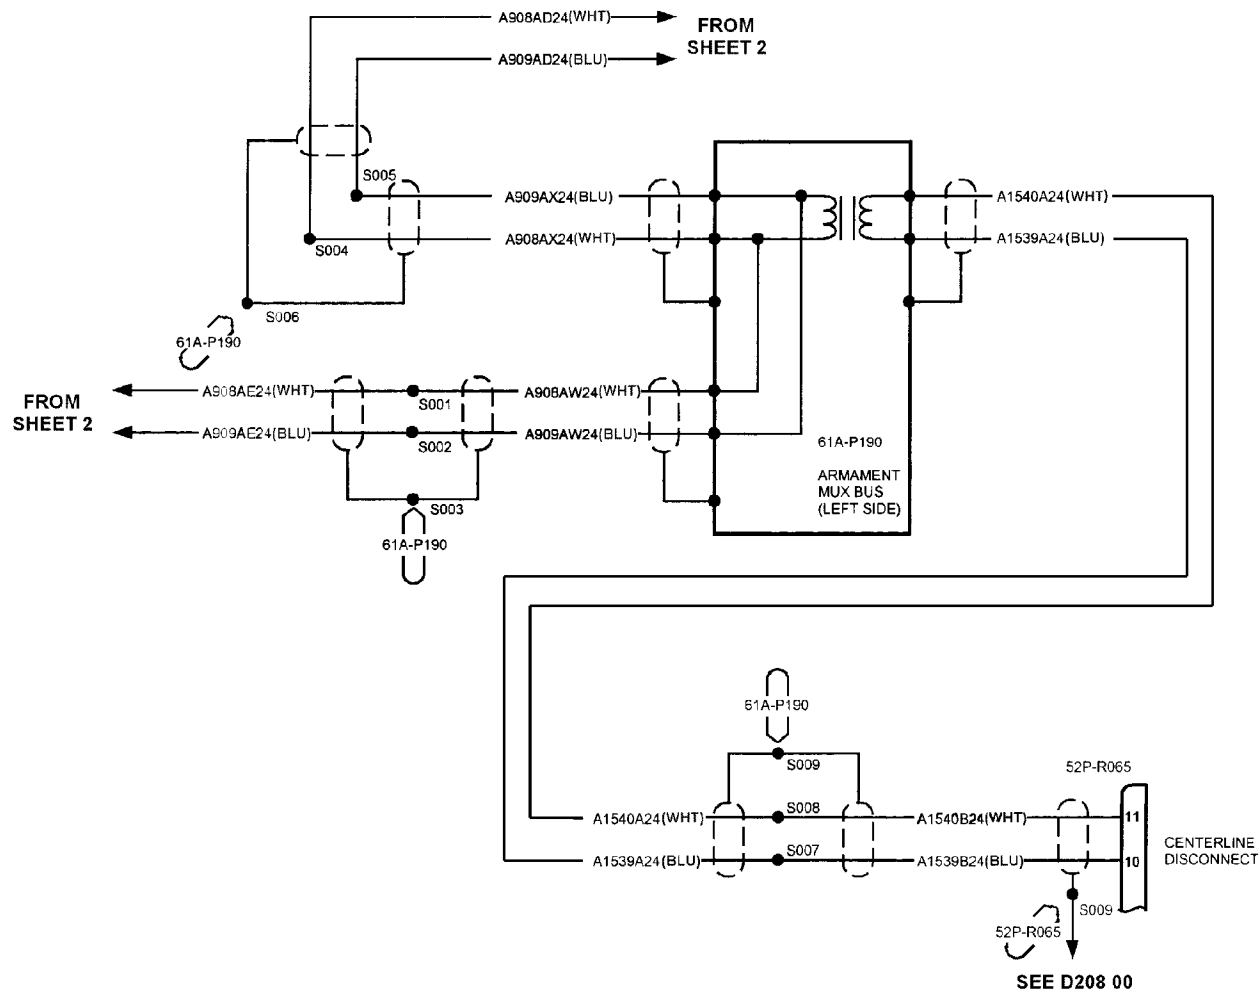 A908AD24(WHT)
FROM
SHEET 2
A909AD24(BLU)
S005
A909AX24(BLU)
A1540A24(WHT)
S004
A908AX24(WHT)
A1539A24(BLU)
S006
61A-P190
FROM
SHEET 2
A908AE24(WHT)
S001
A908AW24(WHT)
A909AE24(BLU)
S002
A909AW24(BLU)
61A-P190
ARMAMENT
MUX BUS
(LEFT SIDE)
S003
61A-P190
61A-P190
S009
52P-R065
A1540A24(WHT)
S008
A1540B24(WHT)
11
A1539A24(BLU)
S007
A1539B24(BLU)
10
CENTERLINE
DISCONNECT
S009
52P-R065
SEE D208 00